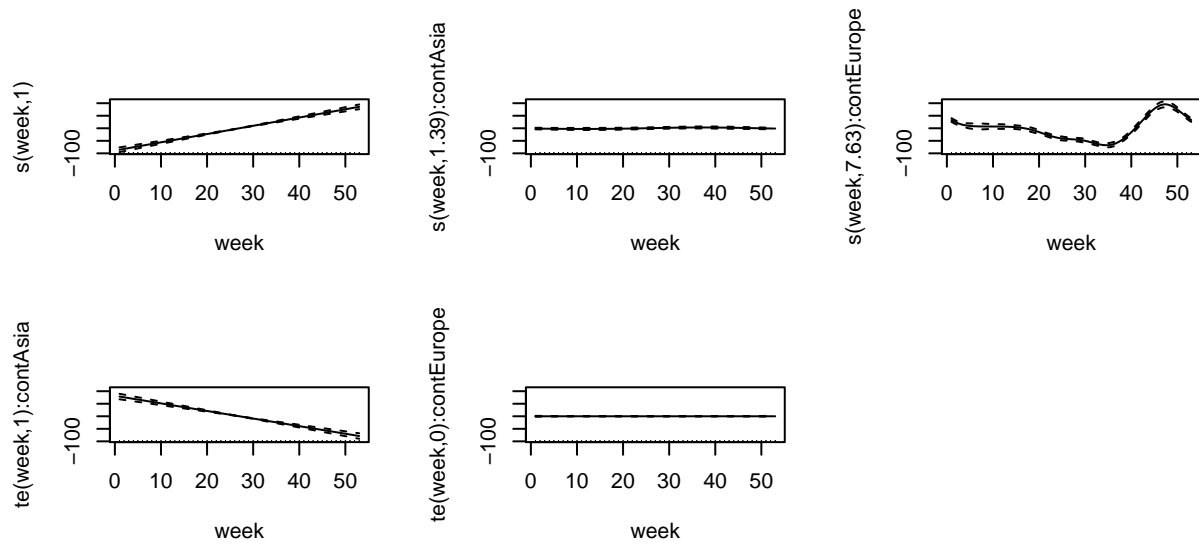 s(week,1)
−100
0 10 20 30 40 50
week
s(week,1.39):contAsia
−100
0 10 20 30 40 50
week
s(week,7.63):contEurope
−100
0 10 20 30 40 50
week
te(week,1):contAsia
−100
0 10 20 30 40 50
week
te(week,0):contEurope
−100
0 10 20 30 40 50
week